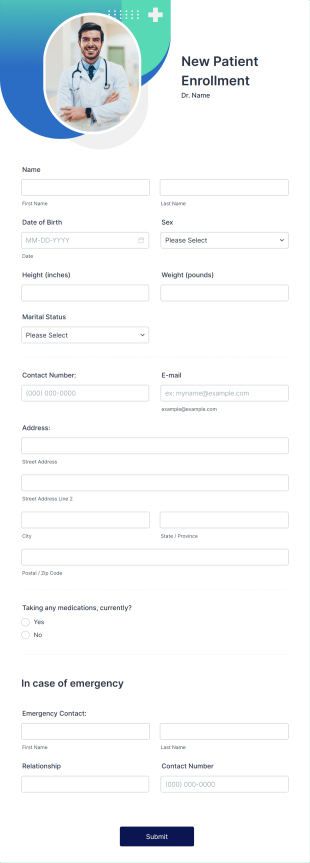 New Patient
Enrollment
Dr. Name
Name
First Name
Last Name
Date of Birth
Sex
MM-DD-YYYY
Please Select
Date
Height (inches)
Weight (pounds)
Marital Status
Please Select
Contact Number:
E-mail
(000) 000-0000
ex: myname@example.com
example@example.com
Address:
Street Address
Street Address Line 2
City
State / Province
Postal / Zip Code
Taking any medications, currently?
Yes
No
In case of emergency
Emergency Contact:
First Name
Last Name
Relationship
Contact Number
(000) 000-0000
Submit